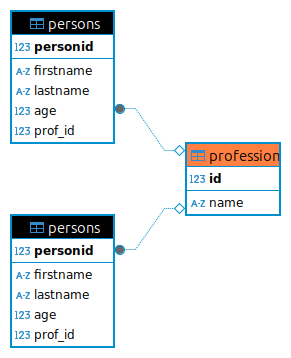 persons
123 personid
A-Z firstname
A-Z lastname
123 age
123 prof_id
profession
123 id
A-Z name
persons
123 personid
A-Z firstname
A-Z lastname
123 age
123 prof_id